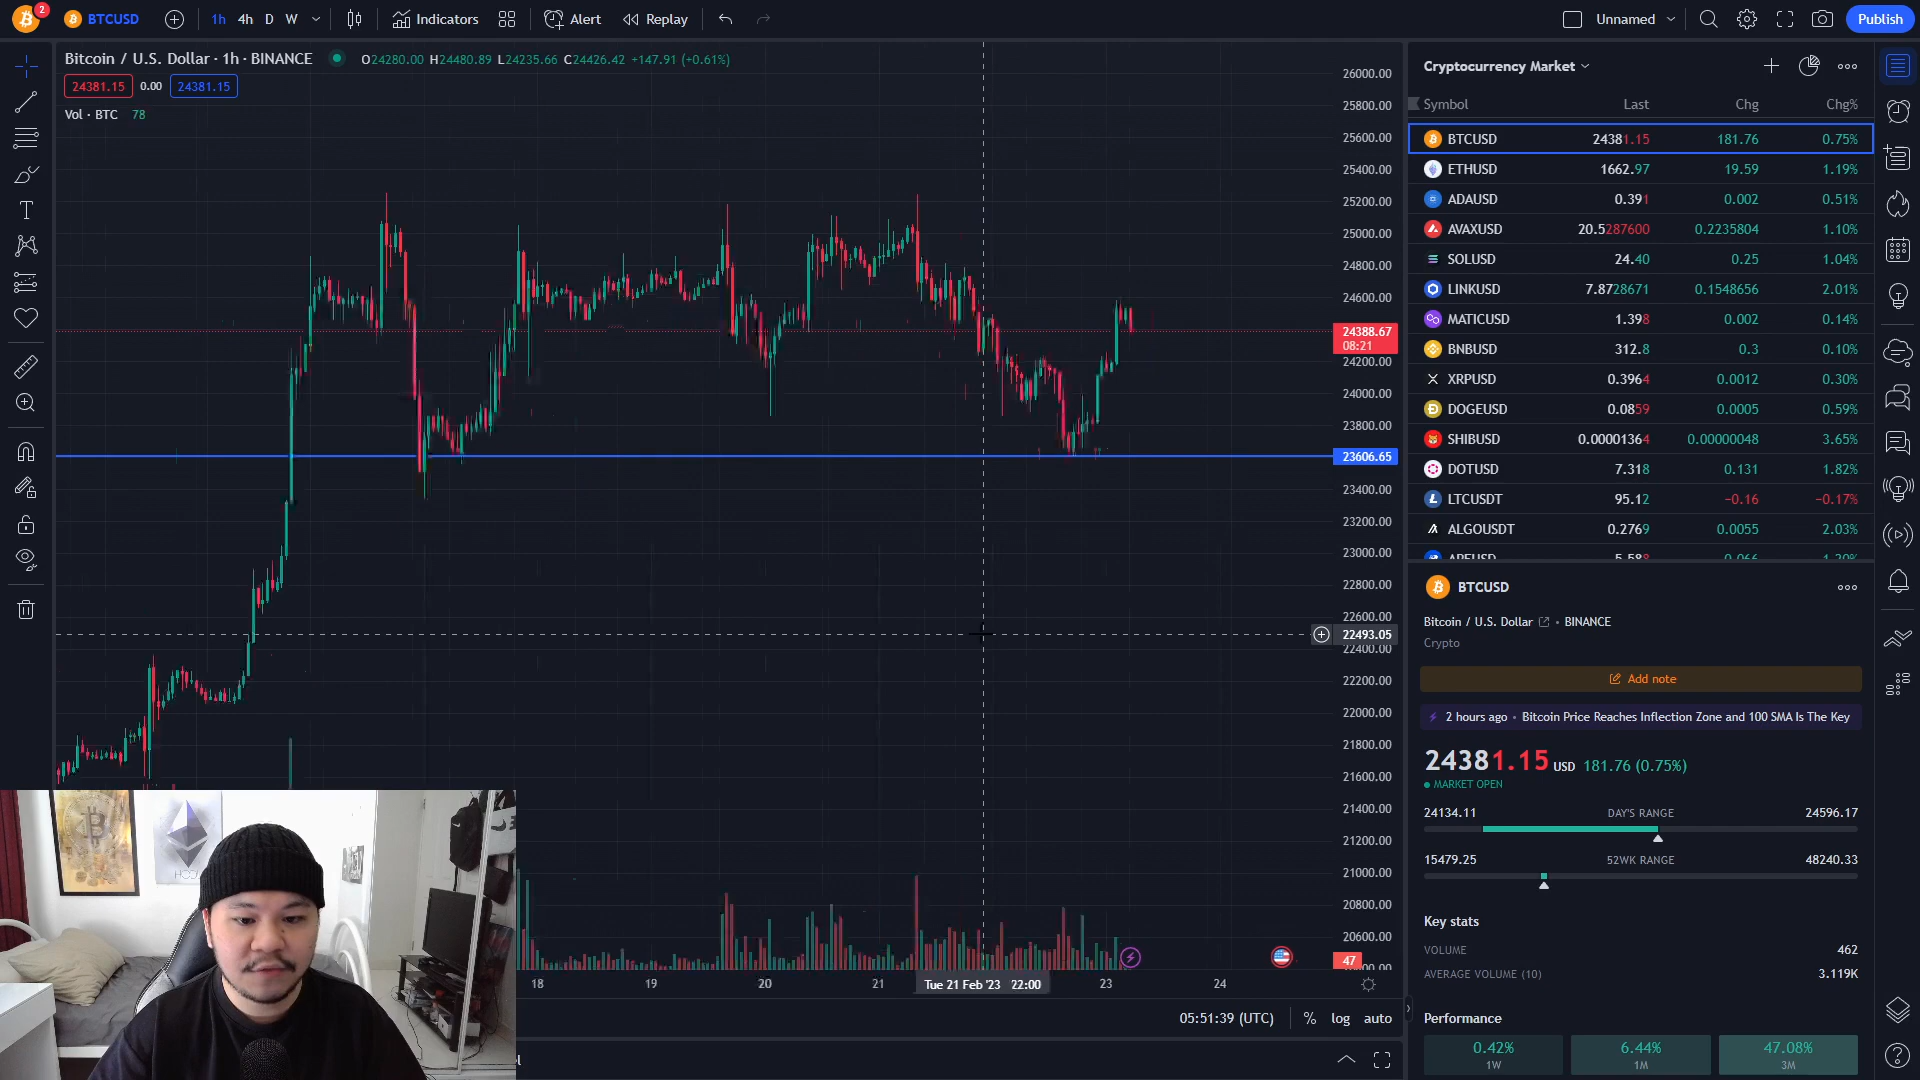 2
BTCUSD
1h 4h D W
Indicators
Alert
Replay
Unnamed
Publish
Bitcoin / U.S. Dollar · 1h · BINANCE
O24280.00 H24480.89 L24235.66 C24426.42 +147.91 (+0.61%)
24381.15 0.00 24381.15
Vol · BTC 78
26000.00
25800.00
25600.00
25400.00
25200.00
25000.00
24800.00
24600.00
24388.67
08:21
24200.00
24000.00
23800.00
23606.65
23400.00
23200.00
23000.00
22800.00
22600.00
22493.05
22400.00
22200.00
22000.00
21800.00
21600.00
21400.00
21200.00
21000.00
20800.00
20600.00
47
18 19 20 21 Tue 21 Feb '23 22:00 23 24
05:51:39 (UTC) % log auto
Cryptocurrency Market
Symbol Last Chg Chg%
BTCUSD 24381.15 181.76 0.75%
ETHUSD 1662.97 19.59 1.19%
ADAUSD 0.391 0.002 0.51%
AVAXUSD 20.5287600 0.2235804 1.10%
SOLUSD 24.40 0.25 1.04%
LINKUSD 7.8728671 0.1548656 2.01%
MATICUSD 1.398 0.002 0.14%
BNBUSD 312.8 0.3 0.10%
XRPUSD 0.3964 0.0012 0.30%
DOGEUSD 0.0859 0.0005 0.59%
SHIBUSD 0.00001364 0.00000048 3.65%
DOTUSD 7.318 0.131 1.82%
LTCUSDT 95.12 −0.16 −0.17%
ALGOUSDT 0.2769 0.0055 2.03%
BTCUSD
Bitcoin / U.S. Dollar • BINANCE
Crypto
Add note
2 hours ago • Bitcoin Price Reaches Inflection Zone and 100 SMA Is The Key
24381.15 USD 181.76 (0.75%)
MARKET OPEN
24134.11 DAY'S RANGE 24596.17
15479.25 52WK RANGE 48240.33
Key stats
VOLUME 462
AVERAGE VOLUME (10) 3.119K
Performance
0.42% 6.44% 47.08%
1W 1M 3M